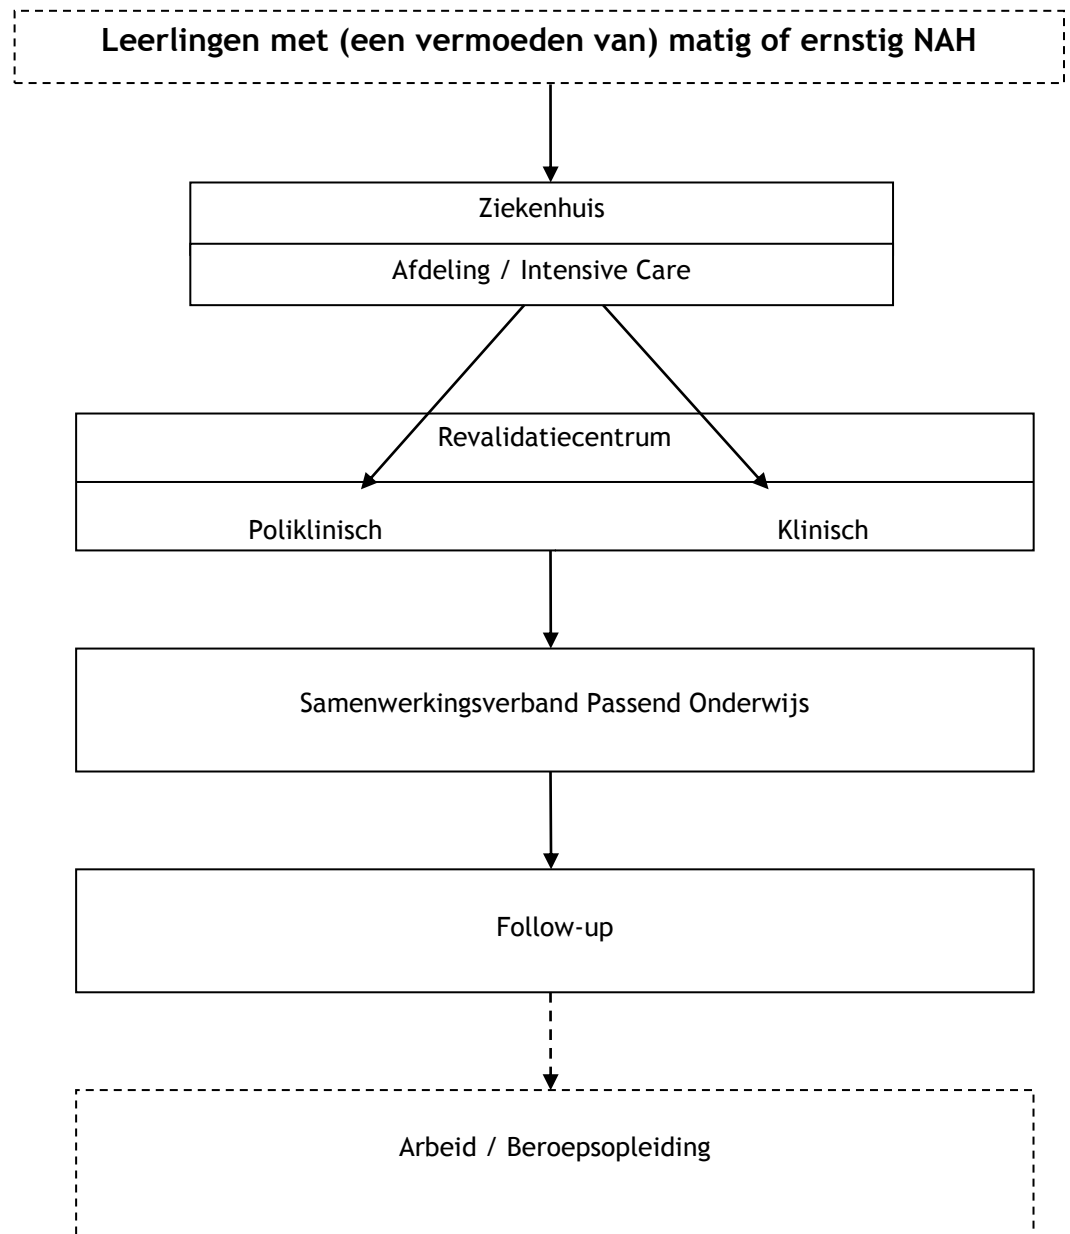 Leerlingen met (een vermoeden van) matig of ernstig NAH
Ziekenhuis
Afdeling / Intensive Care
Revalidatiecentrum
Poliklinisch
Klinisch
Samenwerkingsverband Passend Onderwijs
Follow-up
Arbeid / Beroepsopleiding